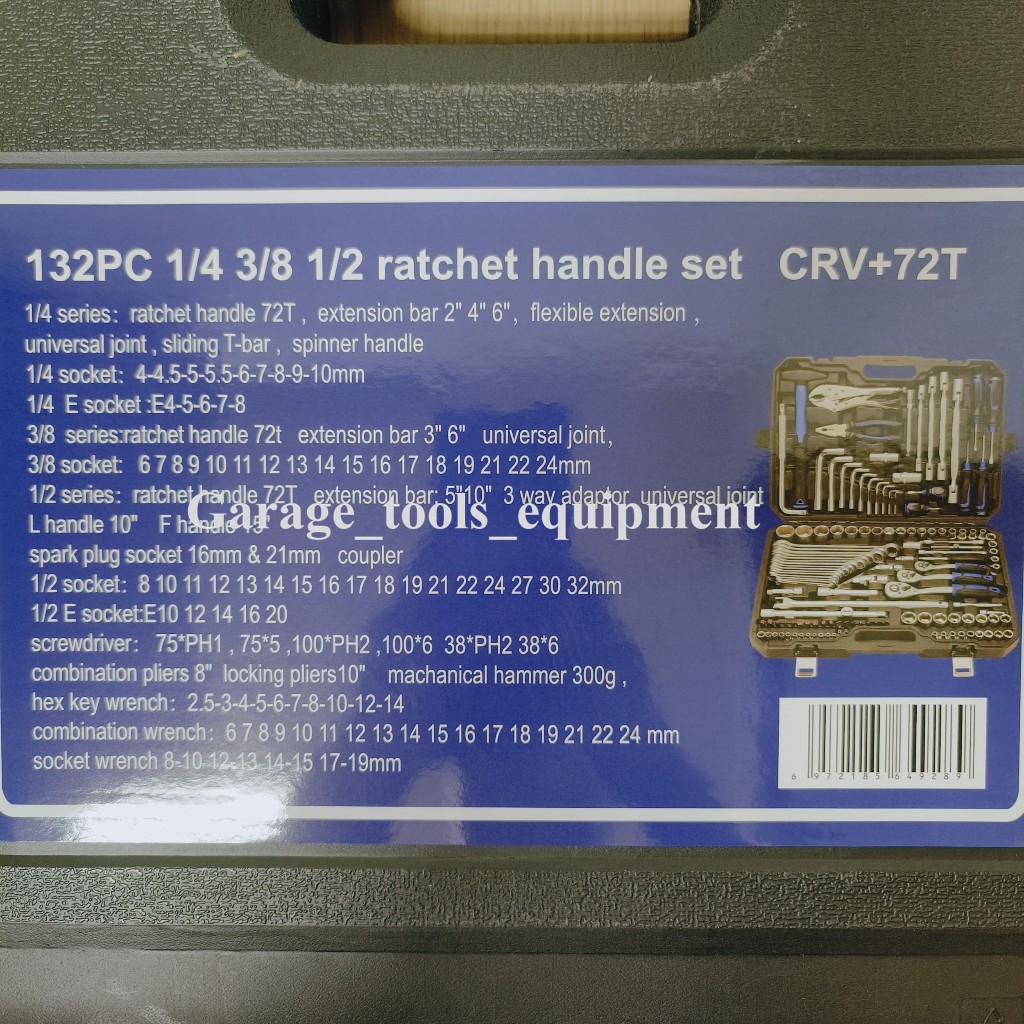 132PC 1/4 3/8 1/2 ratchet handle set CRV+72T
1/4 series: ratchet handle 72T , extension bar 2" 4" 6", flexible extension ,
universal joint , sliding T-bar , spinner handle
1/4 socket: 4-4.5-5-5.5-6-7-8-9-10mm
1/4 E socket :E4-5-6-7-8
3/8 series:ratchet handle 72t extension bar 3" 6" universal joint,
3/8 socket: 6 7 8 9 10 11 12 13 14 15 16 17 18 19 21 22 24mm
1/2 series: ratchet handle 72T extension bar: 5"10" 3 way adaptor universal joint
Garage_tools_equipment
L handle 10" F handle 15"
spark plug socket 16mm & 21mm coupler
1/2 socket: 8 10 11 12 13 14 15 16 17 18 19 21 22 24 27 30 32mm
1/2 E socket:E10 12 14 16 20
screwdriver: 75*PH1 , 75*5 ,100*PH2 ,100*6 38*PH2 38*6
combination pliers 8" locking pliers10" machanical hammer 300g ,
hex key wrench: 2.5-3-4-5-6-7-8-10-12-14
combination wrench: 6 7 8 9 10 11 12 13 14 15 16 17 18 19 21 22 24 mm
socket wrench 8-10 12-13 14-15 17-19mm
6 972185 649289